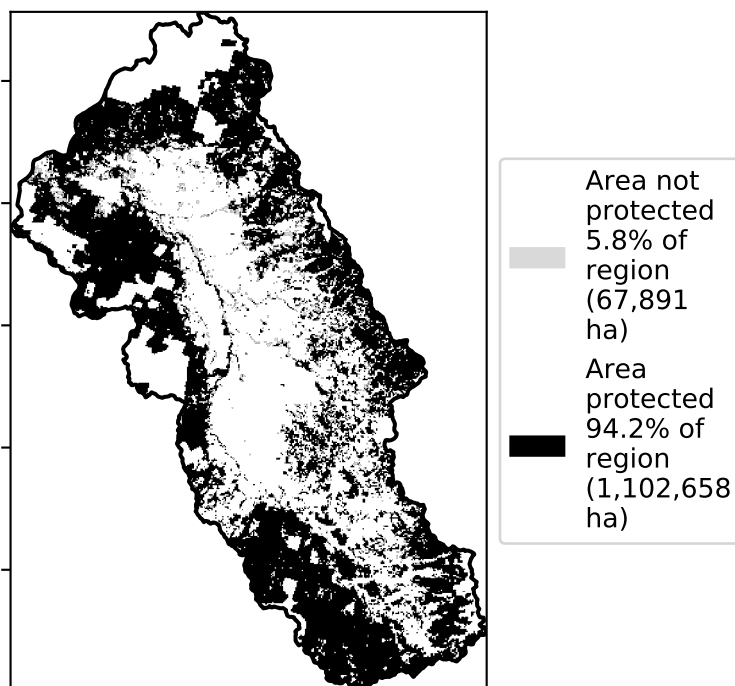 Area not
protected
5.8% of
region
(67,891
ha)
Area
protected
94.2% of
region
(1,102,658
ha)